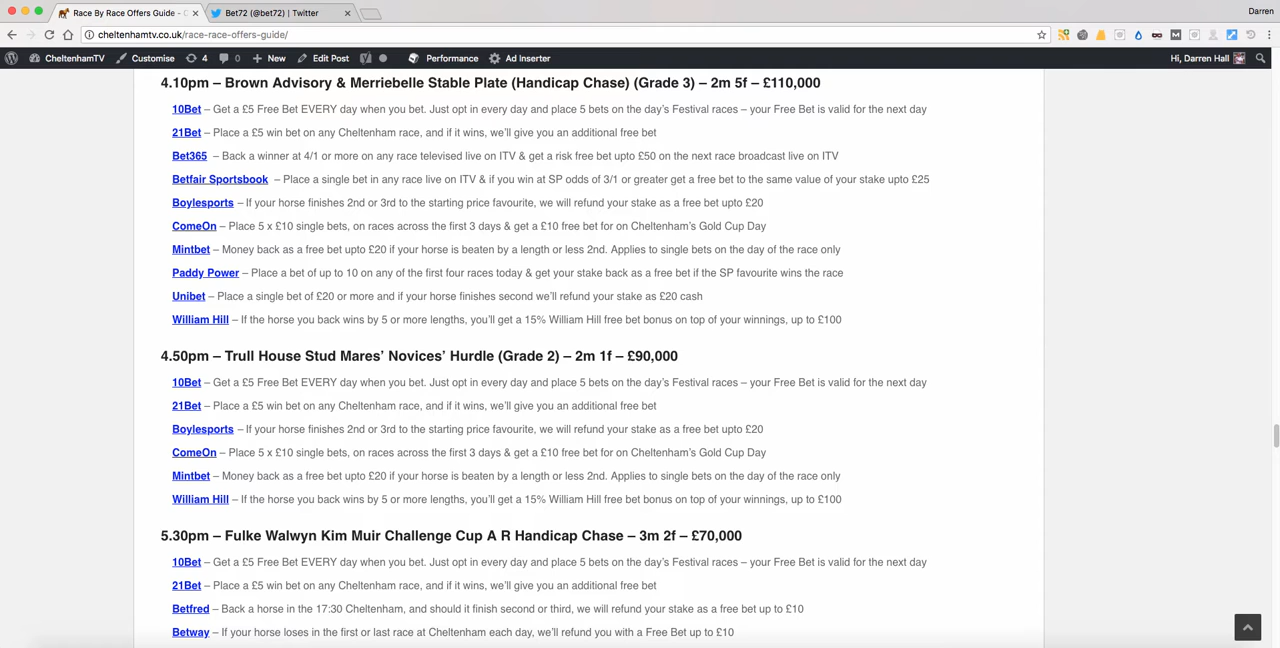 Race By Race Offers Guide - C
Bet72 (@bet72) | Twitter
Darren
cheltenhamtv.co.uk/race-race-offers-guide/
CheltenhamTV
Customise
4
0
New
Edit Post
Performance
Ad Inserter
Hi, Darren Hall
4.10pm – Brown Advisory & Merriebelle Stable Plate (Handicap Chase) (Grade 3) – 2m 5f – £110,000
10Bet – Get a £5 Free Bet EVERY day when you bet. Just opt in every day and place 5 bets on the day's Festival races – your Free Bet is valid for the next day
21Bet – Place a £5 win bet on any Cheltenham race, and if it wins, we'll give you an additional free bet
Bet365 – Back a winner at 4/1 or more on any race televised live on ITV & get a risk free bet upto £50 on the next race broadcast live on ITV
Betfair Sportsbook – Place a single bet in any race live on ITV & if you win at SP odds of 3/1 or greater get a free bet to the same value of your stake upto £25
Boylesports – If your horse finishes 2nd or 3rd to the starting price favourite, we will refund your stake as a free bet upto £20
ComeOn – Place 5 x £10 single bets, on races across the first 3 days & get a £10 free bet for on Cheltenham's Gold Cup Day
Mintbet – Money back as a free bet upto £20 if your horse is beaten by a length or less 2nd. Applies to single bets on the day of the race only
Paddy Power – Place a bet of up to 10 on any of the first four races today & get your stake back as a free bet if the SP favourite wins the race
Unibet – Place a single bet of £20 or more and if your horse finishes second we'll refund your stake as £20 cash
William Hill – If the horse you back wins by 5 or more lengths, you'll get a 15% William Hill free bet bonus on top of your winnings, up to £100
4.50pm – Trull House Stud Mares' Novices' Hurdle (Grade 2) – 2m 1f – £90,000
10Bet – Get a £5 Free Bet EVERY day when you bet. Just opt in every day and place 5 bets on the day's Festival races – your Free Bet is valid for the next day
21Bet – Place a £5 win bet on any Cheltenham race, and if it wins, we'll give you an additional free bet
Boylesports – If your horse finishes 2nd or 3rd to the starting price favourite, we will refund your stake as a free bet upto £20
ComeOn – Place 5 x £10 single bets, on races across the first 3 days & get a £10 free bet for on Cheltenham's Gold Cup Day
Mintbet – Money back as a free bet upto £20 if your horse is beaten by a length or less 2nd. Applies to single bets on the day of the race only
William Hill – If the horse you back wins by 5 or more lengths, you'll get a 15% William Hill free bet bonus on top of your winnings, up to £100
5.30pm – Fulke Walwyn Kim Muir Challenge Cup A R Handicap Chase – 3m 2f – £70,000
10Bet – Get a £5 Free Bet EVERY day when you bet. Just opt in every day and place 5 bets on the day's Festival races – your Free Bet is valid for the next day
21Bet – Place a £5 win bet on any Cheltenham race, and if it wins, we'll give you an additional free bet
Betfred – Back a horse in the 17:30 Cheltenham, and should it finish second or third, we will refund your stake as a free bet up to £10
Betway – If your horse loses in the first or last race at Cheltenham each day, we'll refund you with a Free Bet up to £10